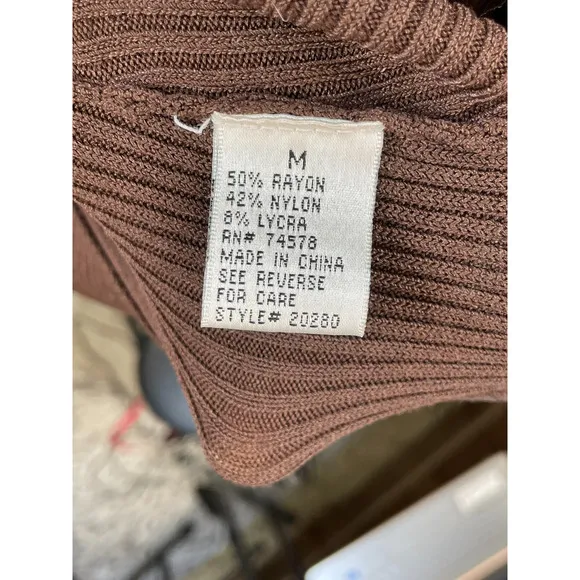 M
50% RAYON
42% NYLON
8% LYCRA
RN# 74578
MADE IN CHINA
SEE REVERSE
FOR CARE
STYLE# 20280